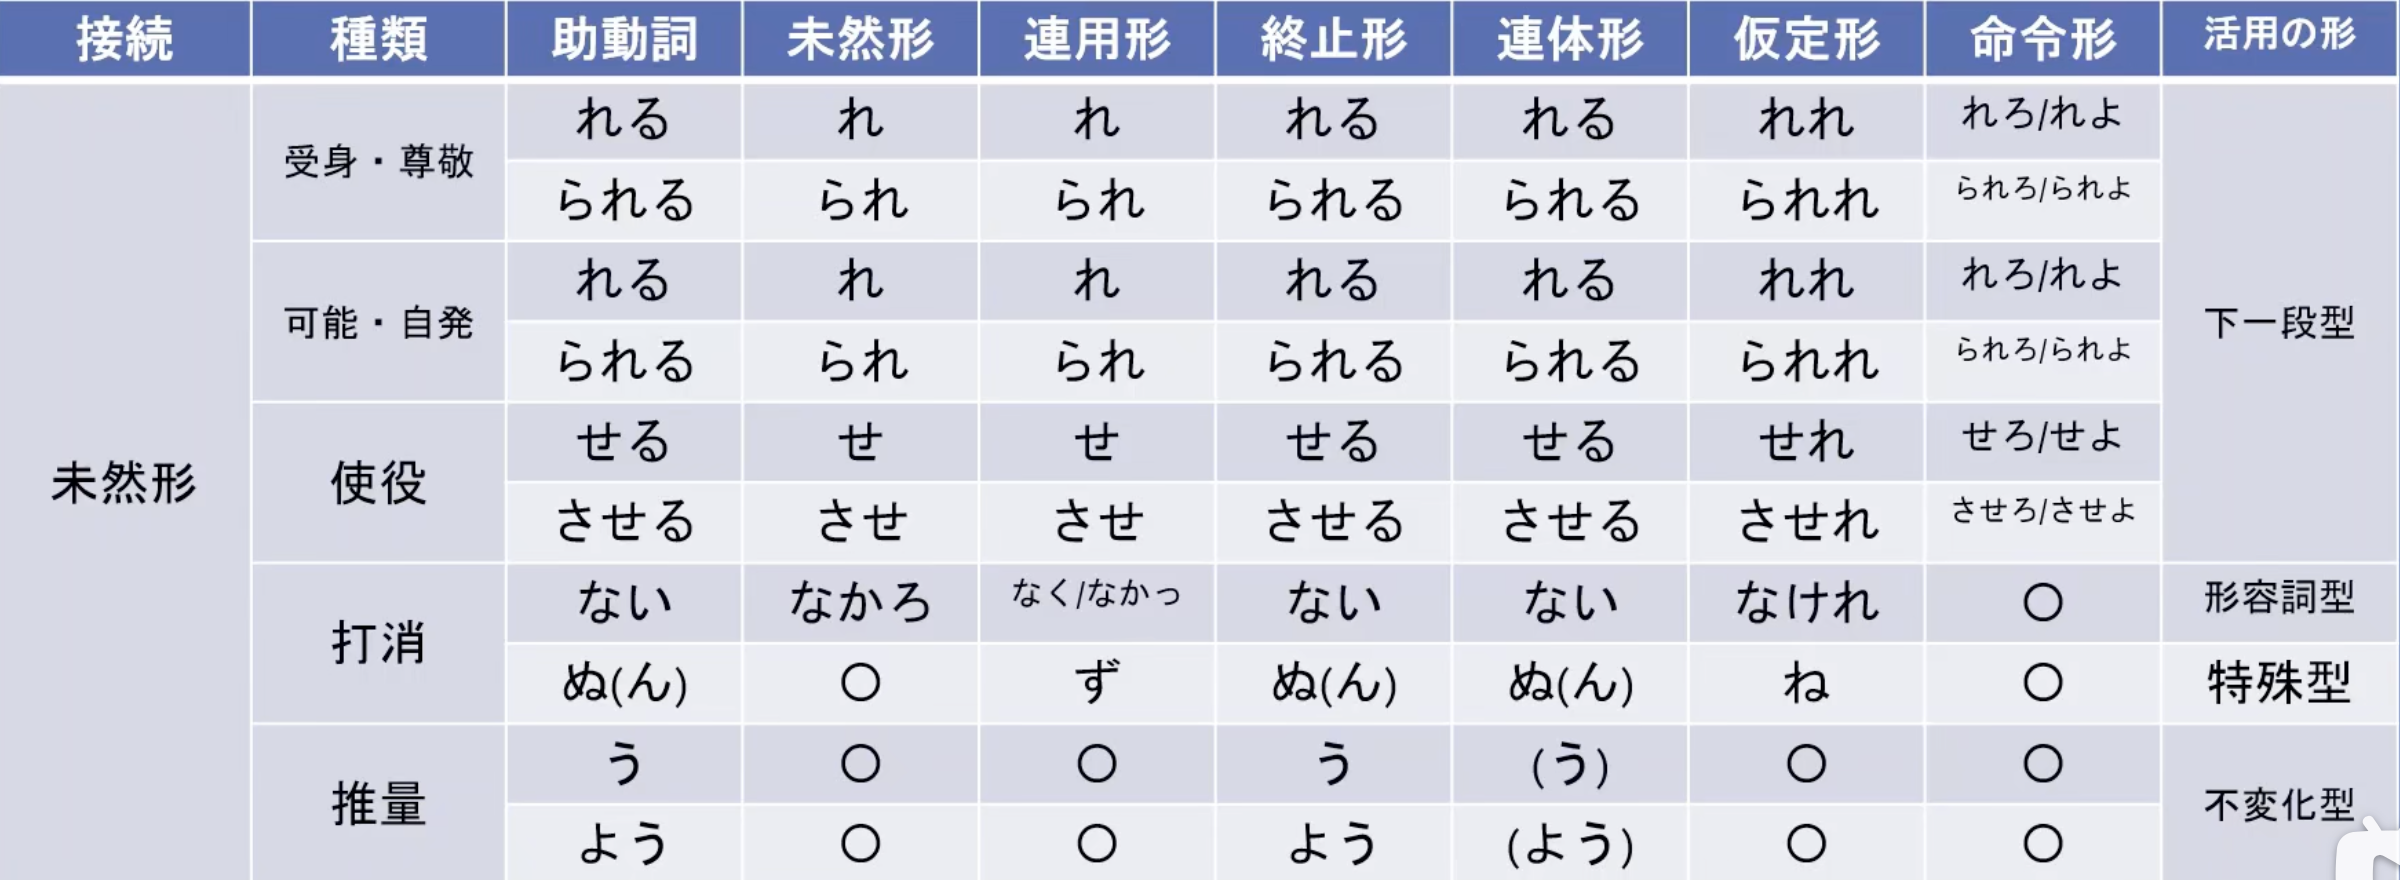 接続 種類 助動詞 未然形 連用形 終止形 連体形 仮定形 命令形 活用の形
未然形 受身・尊敬 れる れ れ れる れる れれ れろ/れよ 下一段型
られる られ られ られる られる られれ られろ/られよ
可能・自発 れる れ れ れる れる れれ れろ/れよ
られる られ られ られる られる られれ られろ/られよ
使役 せる せ せ せる せる せれ せろ/せよ
させる させ させ させる させる させれ させろ/させよ
打消 ない なかろ なく/なかっ ない ない なけれ 〇 形容詞型
ぬ(ん) 〇 ず ぬ(ん) ぬ(ん) ね 〇 特殊型
推量 う 〇 〇 う (う) 〇 〇 不変化型
よう 〇 〇 よう (よう) 〇 〇